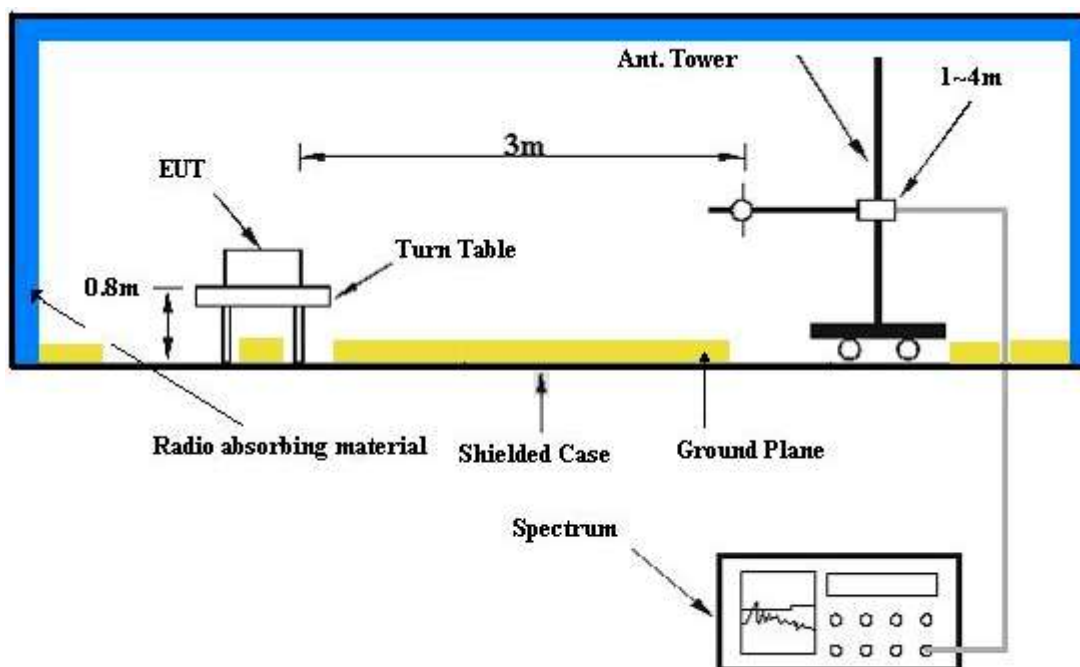 Ant. Tower
1~4m
3m
EUT
Turn Table
0.8m
Radio absorbing material
Shielded Case
Ground Plane
Spectrum